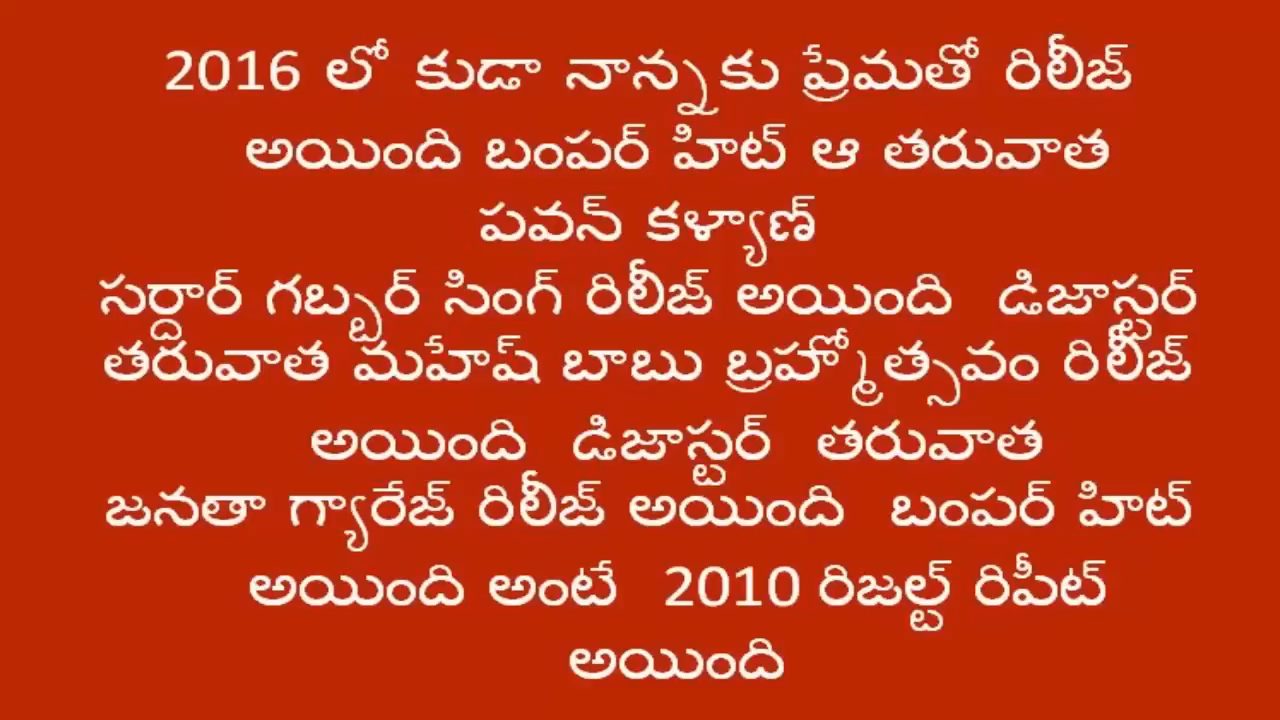 2016 లో కుడా నాన్నకు ప్రేమతో రిలీజ్
అయింది బంపర్ హిట్ ఆ తరువాత
పవన్ కళ్యాణ్
సర్దార్ గబ్బర్ సింగ్ రిలీజ్ అయింది డిజాస్టర్
తరువాత మహేష్ బాబు బ్రహ్మోత్సవం రిలీజ్
అయింది డిజాస్టర్ తరువాత
జనతా గ్యారేజ్ రిలీజ్ అయింది బంపర్ హిట్
అయింది అంటే 2010 రిజల్ట్ రిపీట్
అయింది